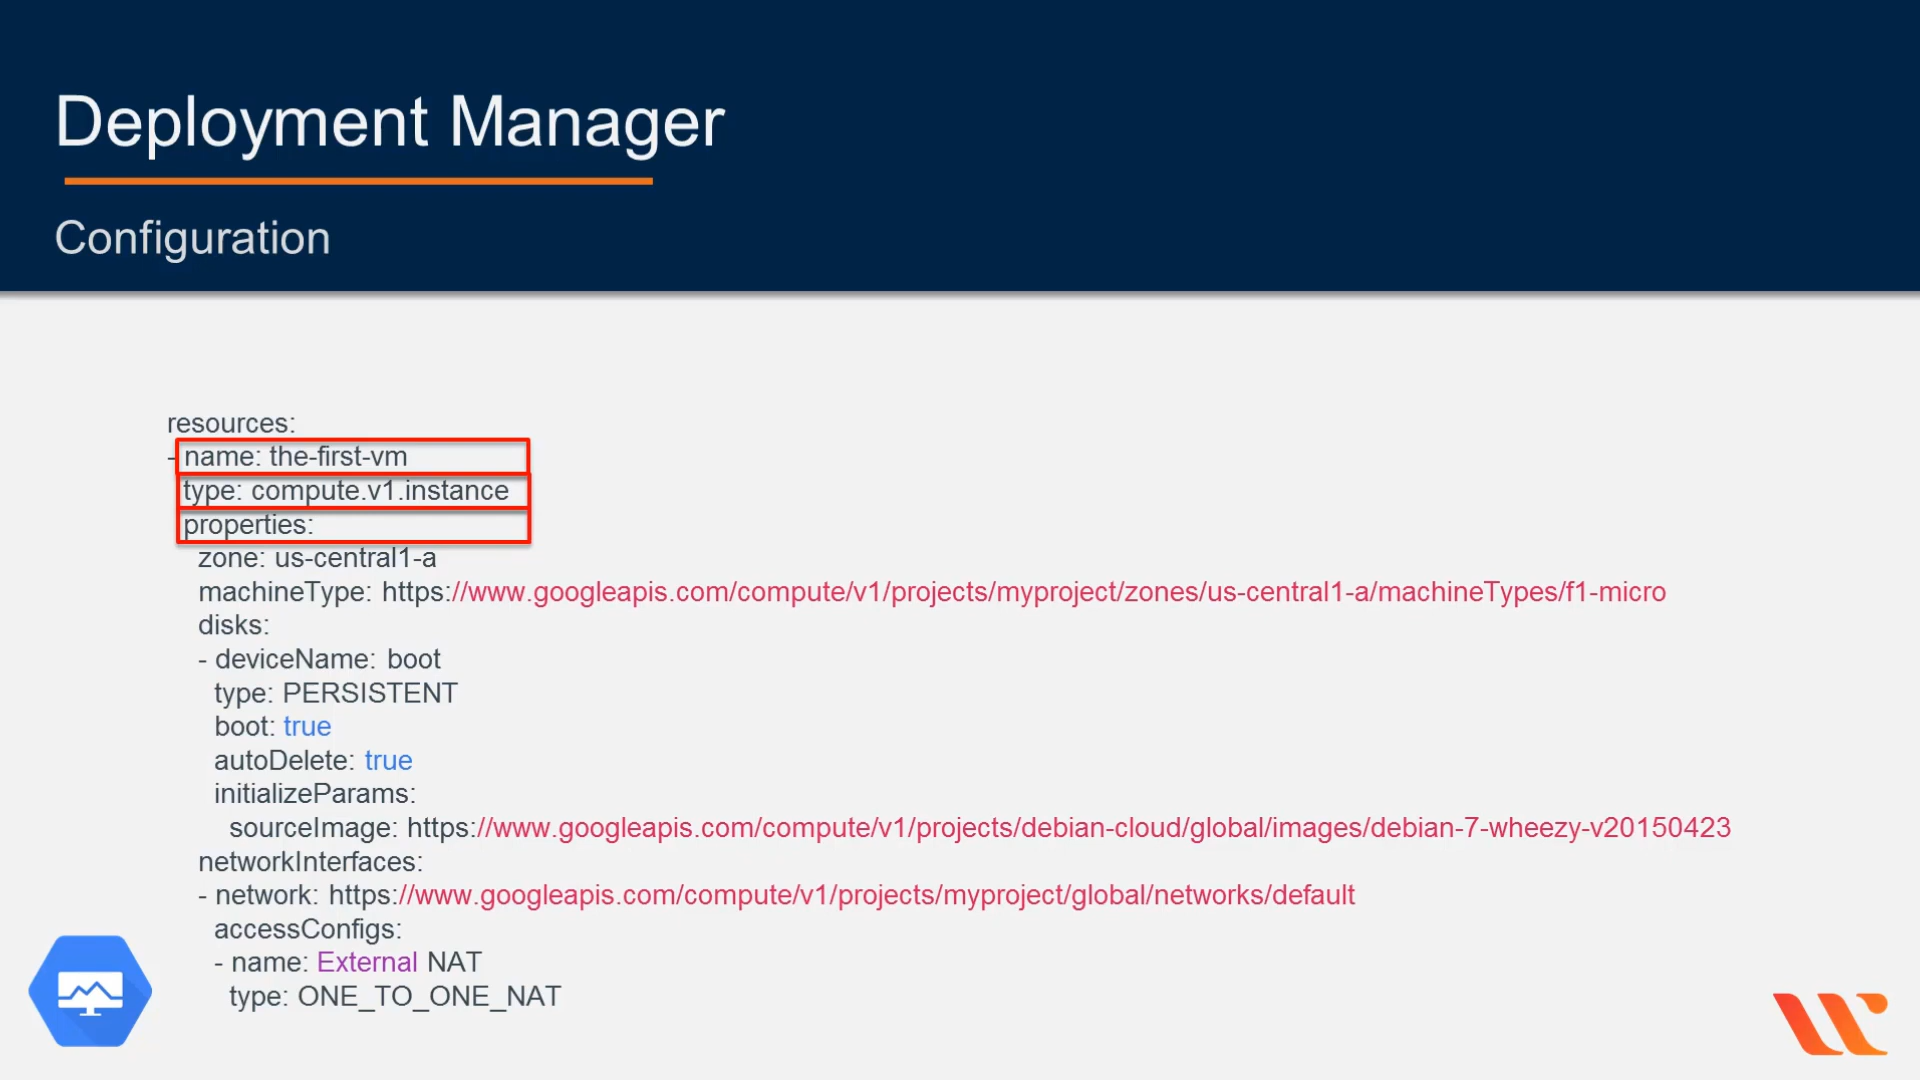 Deployment Manager
Configuration
resources:
- name: the-first-vm
type: compute.v1.instance
properties:
zone: us-central1-a
machineType: https://www.googleapis.com/compute/v1/projects/myproject/zones/us-central1-a/machineTypes/f1-micro
disks:
- deviceName: boot
type: PERSISTENT
boot: true
autoDelete: true
initializeParams:
sourceImage: https://www.googleapis.com/compute/v1/projects/debian-cloud/global/images/debian-7-wheezy-v20150423
networkInterfaces:
- network: https://www.googleapis.com/compute/v1/projects/myproject/global/networks/default
accessConfigs:
- name: External NAT
type: ONE_TO_ONE_NAT